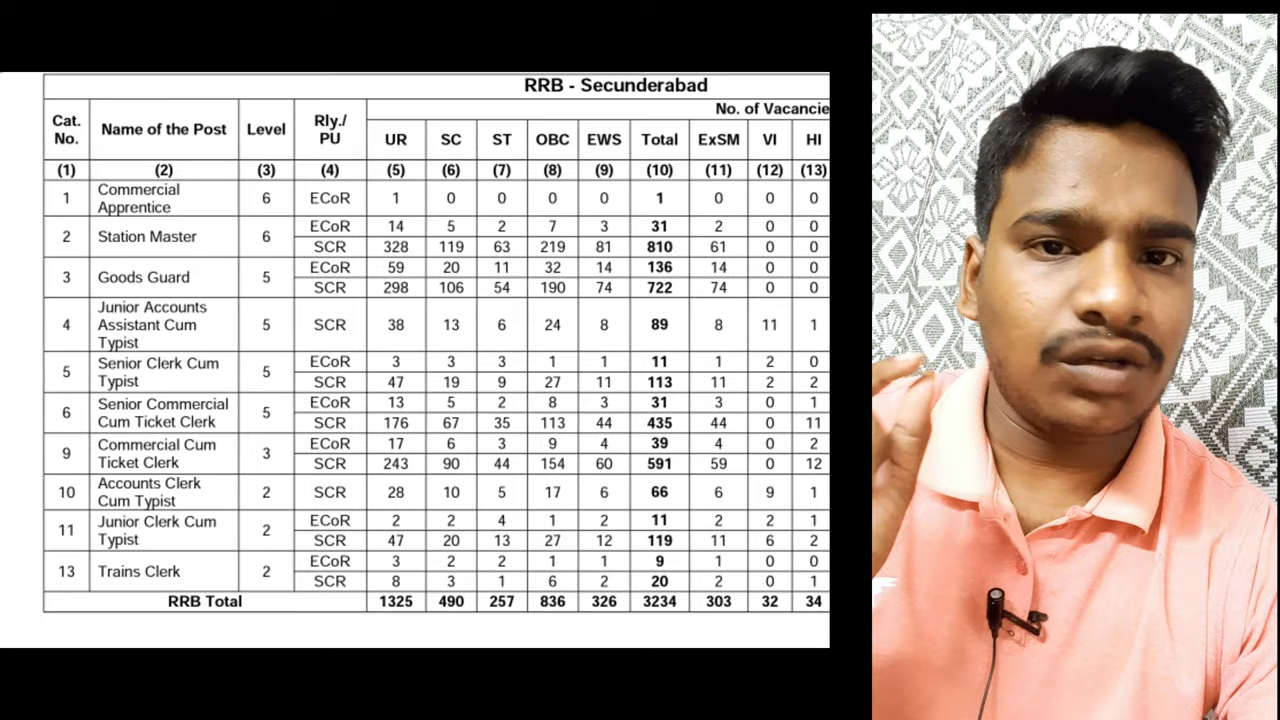 RRB - Secunderabad
No. of Vacancie
Cat. No. Name of the Post Level Rly./ PU UR SC ST OBC EWS Total ExSM VI HI
(1) (2) (3) (4) (5) (6) (7) (8) (9) (10) (11) (12) (13)
1 Commercial Apprentice 6 ECoR 1 0 0 0 0 1 0 0 0
2 Station Master 6 ECoR 14 5 2 7 3 31 2 0 0
SCR 328 119 63 219 81 810 61 0 0
3 Goods Guard 5 ECoR 59 20 11 32 14 136 14 0 0
SCR 298 106 54 190 74 722 74 0 0
4 Junior Accounts Assistant Cum Typist 5 SCR 38 13 6 24 8 89 8 11 1
5 Senior Clerk Cum Typist 5 ECoR 3 3 3 1 1 11 1 2 0
SCR 47 19 9 27 11 113 11 2 2
6 Senior Commercial Cum Ticket Clerk 5 ECoR 13 5 2 8 3 31 3 0 1
SCR 176 67 35 113 44 435 44 0 11
9 Commercial Cum Ticket Clerk 3 ECoR 17 6 3 9 4 39 4 0 2
SCR 243 90 44 154 60 591 59 0 12
10 Accounts Clerk Cum Typist 2 SCR 28 10 5 17 6 66 6 9 1
11 Junior Clerk Cum Typist 2 ECoR 2 2 4 1 2 11 2 2 1
SCR 47 20 13 27 12 119 11 6 2
13 Trains Clerk 2 ECoR 3 2 2 1 1 9 1 0 0
SCR 8 3 1 6 2 20 2 0 1
RRB Total 1325 490 257 836 326 3234 303 32 34